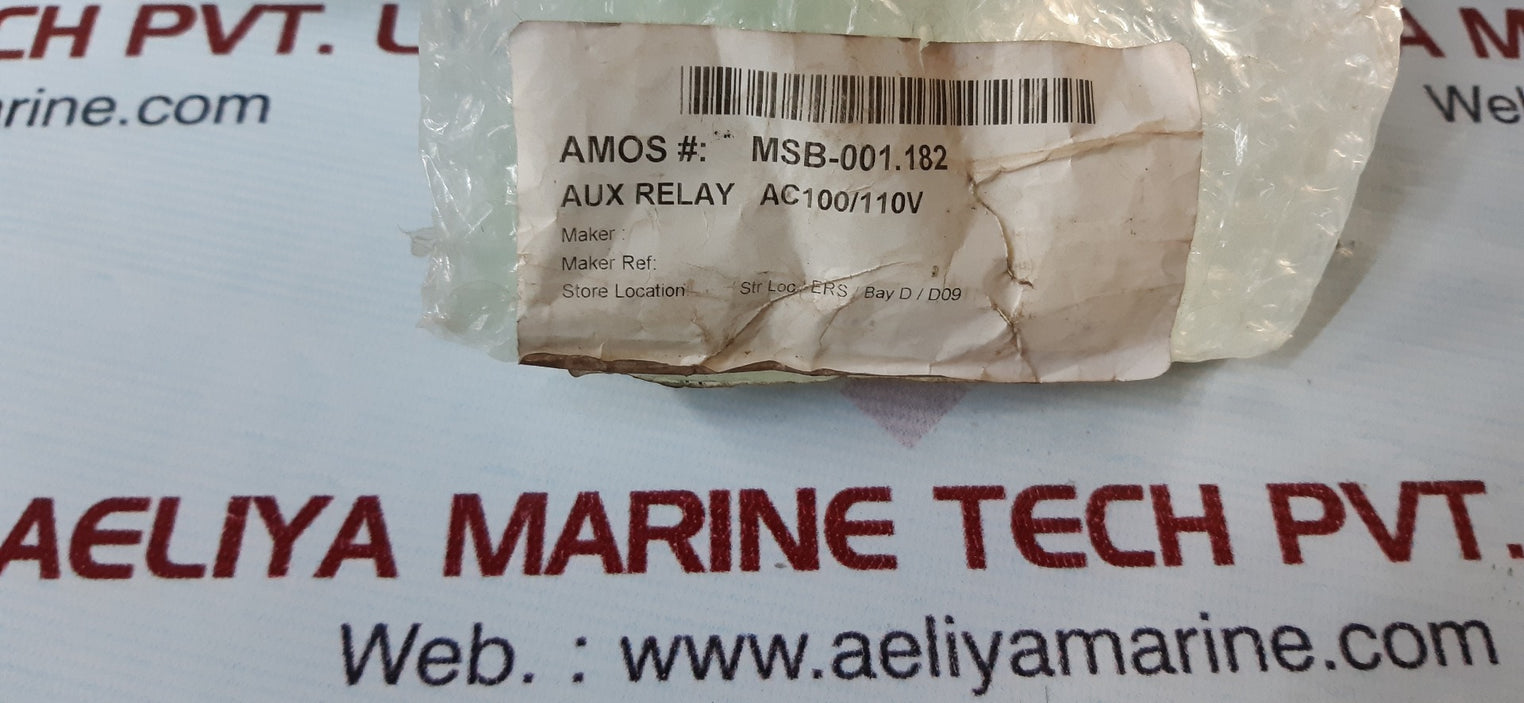 CH PVT. 
rine.com
A M
Web
AMOS #: MSB-001.182
AUX RELAY AC100/110V
Maker :
Maker Ref:
Store Location Str Loc / ERS / Bay D / D09
AELIYA MARINE TECH PVT.
Web. : www.aeliyamarine.com